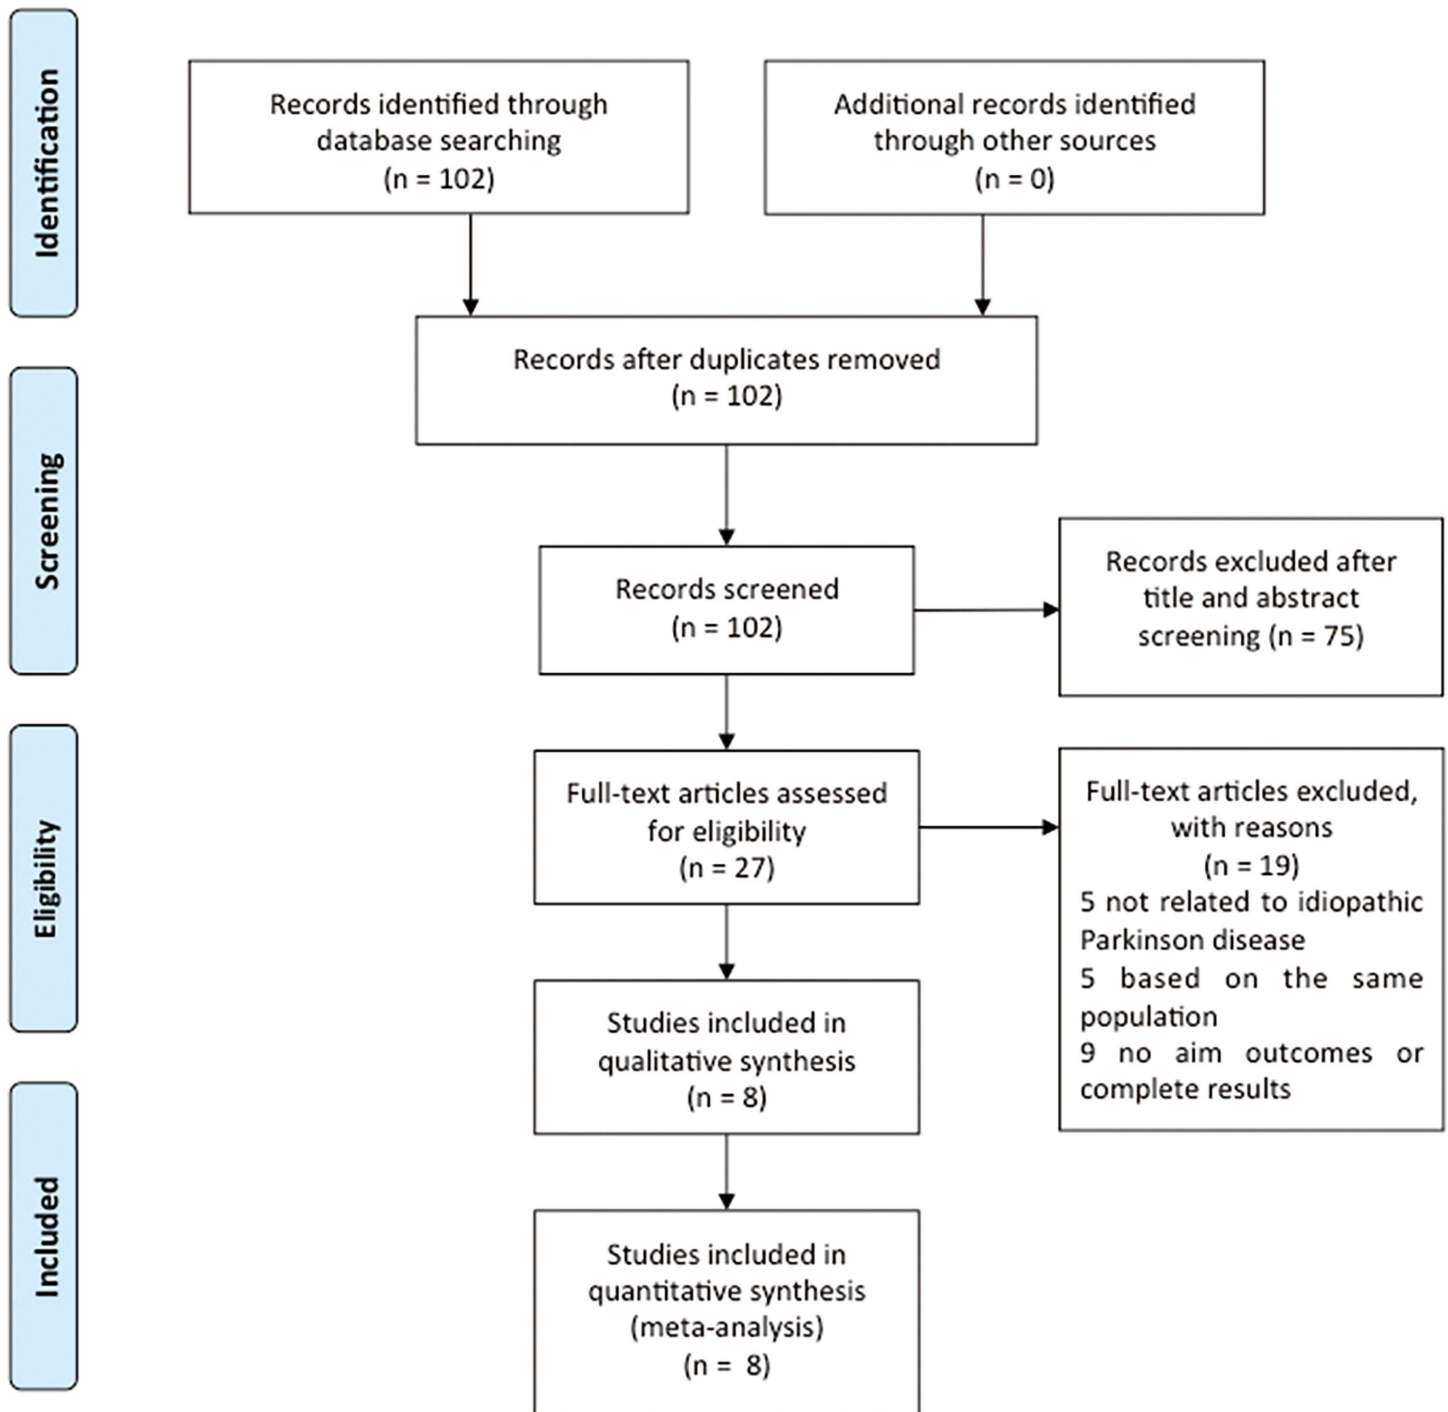 Identification
Records identified through
database searching
(n = 102)
Additional records identified
through other sources
(n = 0)
Records after duplicates removed
(n = 102)
Screening
Records screened
(n = 102)
Records excluded after
title and abstract
screening (n = 75)
Eligibility
Full-text articles assessed
for eligibility
(n = 27)
Full-text articles excluded,
with reasons
(n = 19)
5 not related to idiopathic
Parkinson disease
5 based on the same
population
9 no aim outcomes or
complete results
Studies included in
qualitative synthesis
(n = 8)
Included
Studies included in
quantitative synthesis
(meta-analysis)
(n = 8)